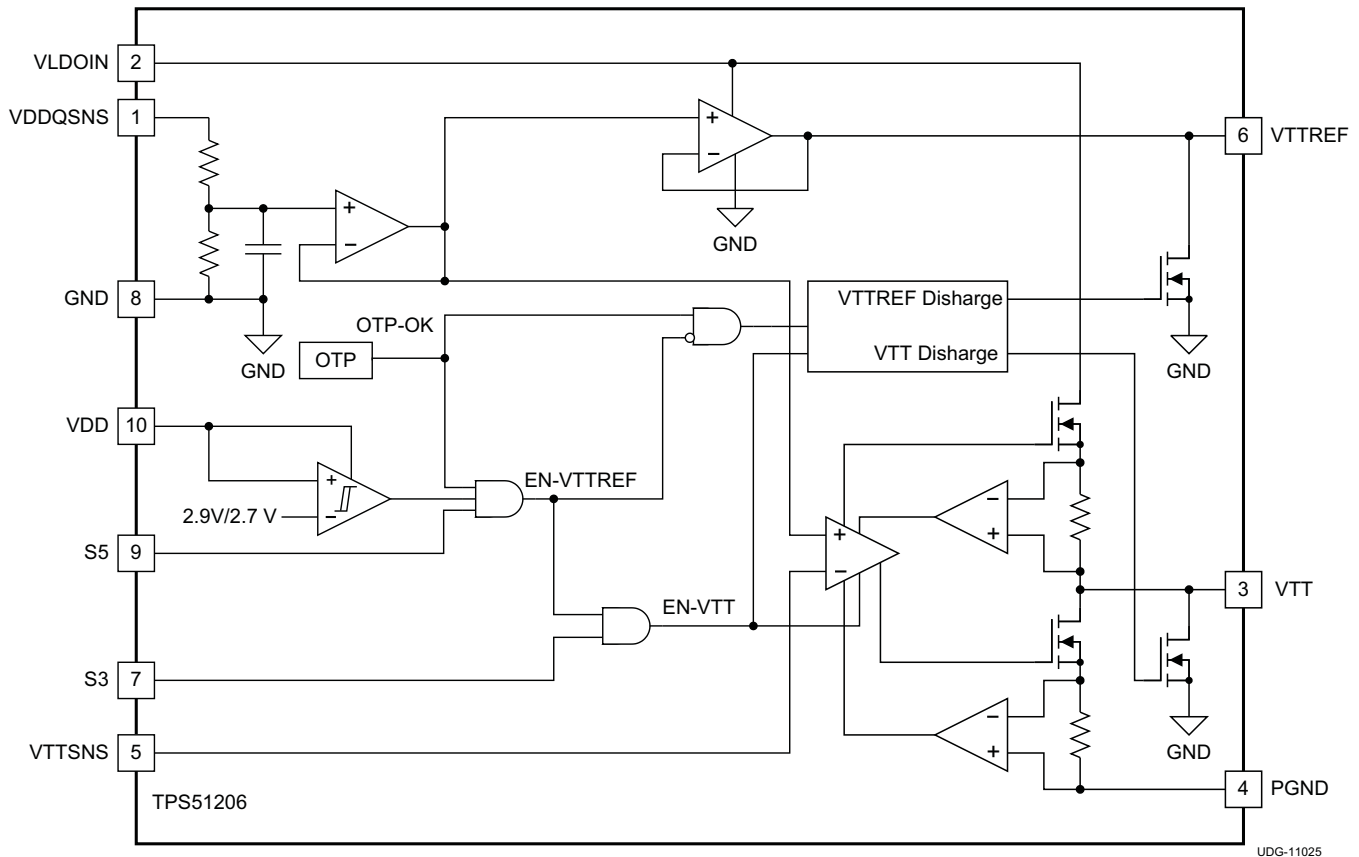 VLDOIN 2
VDDQSNS 1
+
−
6 VTTREF
+
−
GND
GND 8
VTTREF Disharge
OTP-OK
GND
OTP
VTT Disharge
GND
VDD 10
+
−
2.9V/2.7 V
EN-VTTREF
−
+
S5 9
+
−
3 VTT
EN-VTT
S3 7
−
+
GND
VTTSNS 5
4 PGND
TPS51206
UDG-11025